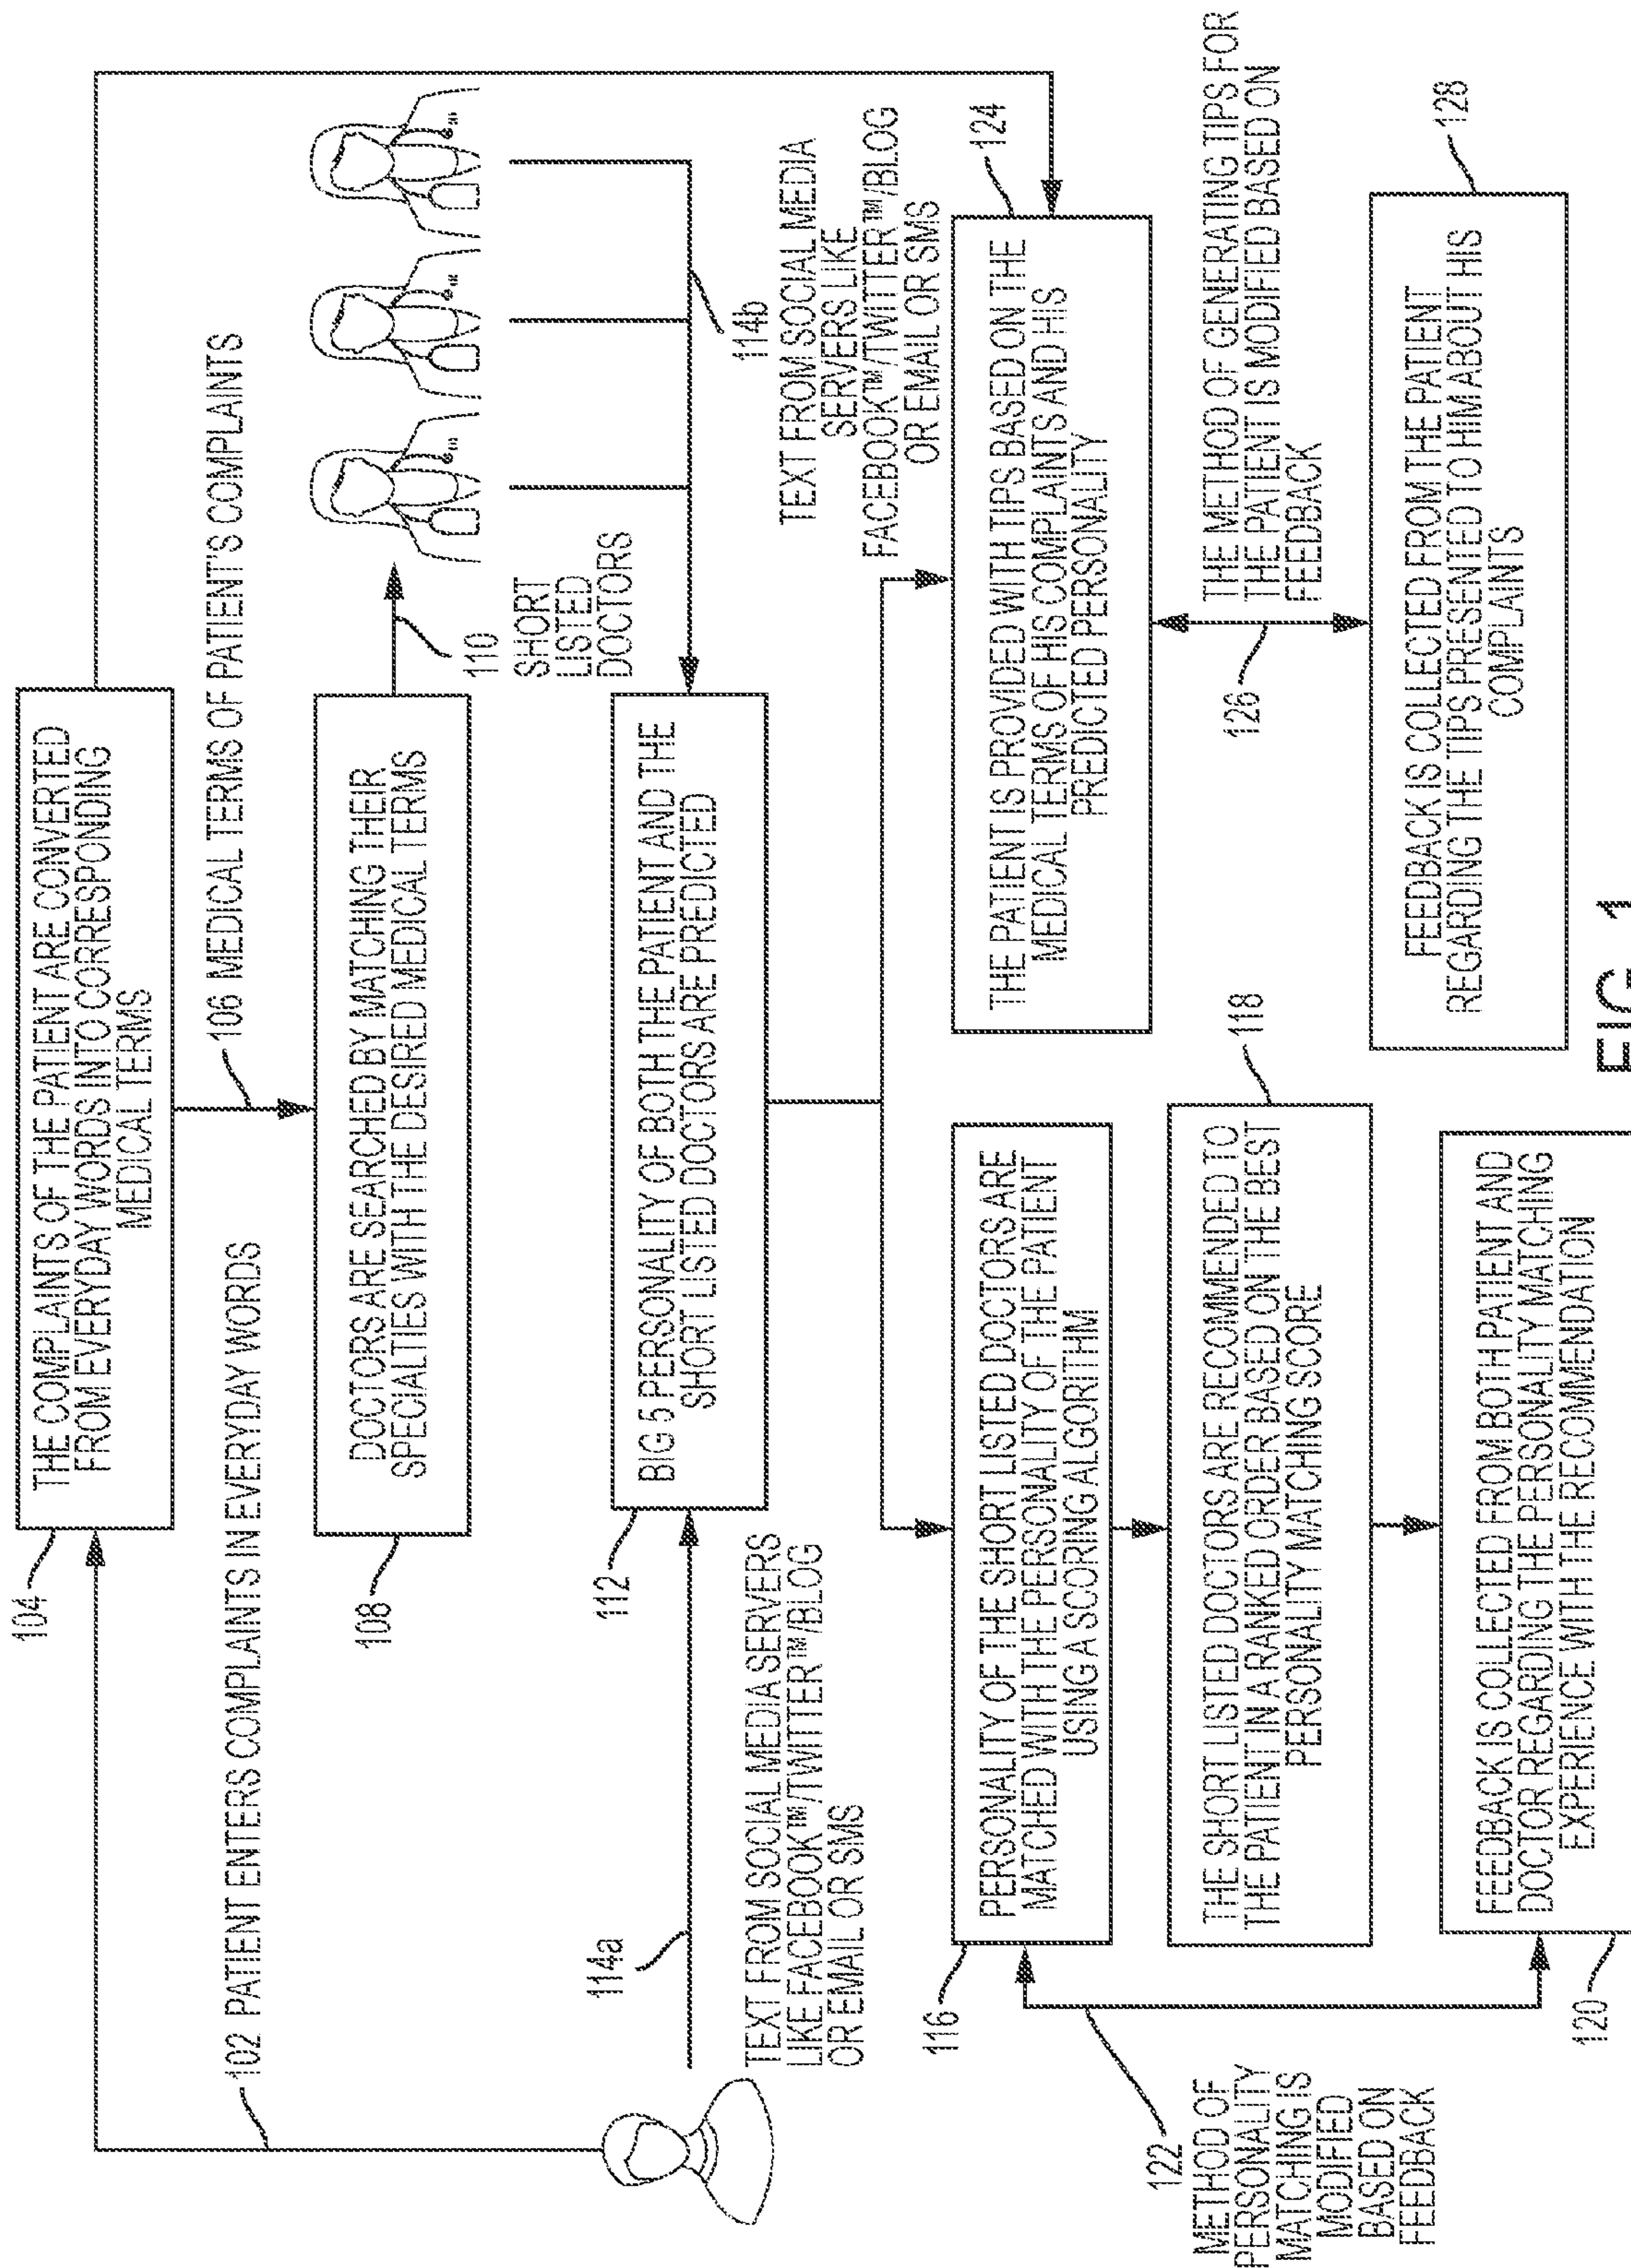 104
THE COMPLAINTS OF THE PATIENT ARE CONVERTED
FROM EVERYDAY WORDS INTO CORRESPONDING
MEDICAL TERMS
102 PATIENT ENTERS COMPLAINTS IN EVERYDAY WORDS
106 MEDICAL TERMS OF PATIENT'S COMPLAINTS
108
DOCTORS ARE SEARCHED BY MATCHING THEIR
SPECIALTIES WITH THE DESIRED MEDICAL TERMS
110
SHORT
LISTED
DOCTORS
112
BIG 5 PERSONALITY OF BOTH THE PATIENT AND THE
SHORT LISTED DOCTORS ARE PREDICTED
114a
TEXT FROM SOCIAL MEDIA SERVERS
LIKE FACEBOOK™/TWITTER™/BLOG
OR EMAIL OR SMS
114b
TEXT FROM SOCIAL MEDIA
SERVERS LIKE
FACEBOOK™/TWITTER™/BLOG
OR EMAIL OR SMS
116
PERSONALITY OF THE SHORT LISTED DOCTORS ARE
MATCHED WITH THE PERSONALITY OF THE PATIENT
USING A SCORING ALGORITHM
124
THE PATIENT IS PROVIDED WITH TIPS BASED ON THE
MEDICAL TERMS OF HIS COMPLAINTS AND HIS
PREDICTED PERSONALITY
118
THE SHORT LISTED DOCTORS ARE RECOMMENDED TO
THE PATIENT IN A RANKED ORDER BASED ON THE BEST
PERSONALITY MATCHING SCORE
122
METHOD OF
PERSONALITY
MATCHING IS
MODIFIED
BASED ON
FEEDBACK
126
THE METHOD OF GENERATING TIPS FOR
THE PATIENT IS MODIFIED BASED ON
FEEDBACK
120
FEEDBACK IS COLLECTED FROM BOTH PATIENT AND
DOCTOR REGARDING THE PERSONALITY MATCHING
EXPERIENCE WITH THE RECOMMENDATION
128
FEEDBACK IS COLLECTED FROM THE PATIENT
REGARDING THE TIPS PRESENTED TO HIM ABOUT HIS
COMPLAINTS
FIG. 1